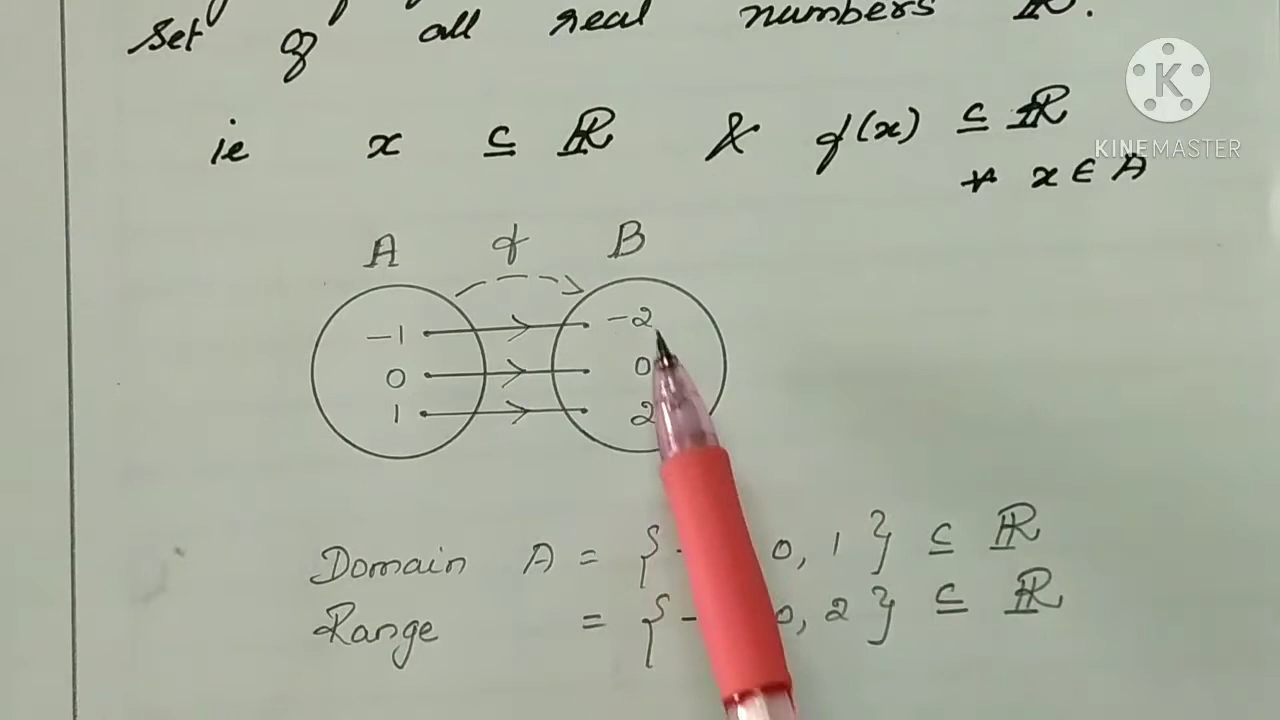 set of all real numbers ℝ.
ie x ⊆ ℝ & f(x) ⊆ ℝ
∀ x ∈ A
A f B
-1 -2
0 0
1 2
Domain A = { - 0, 1 } ⊆ ℝ
Range = { - 0, 2 } ⊆ ℝ
K
KINEMASTER